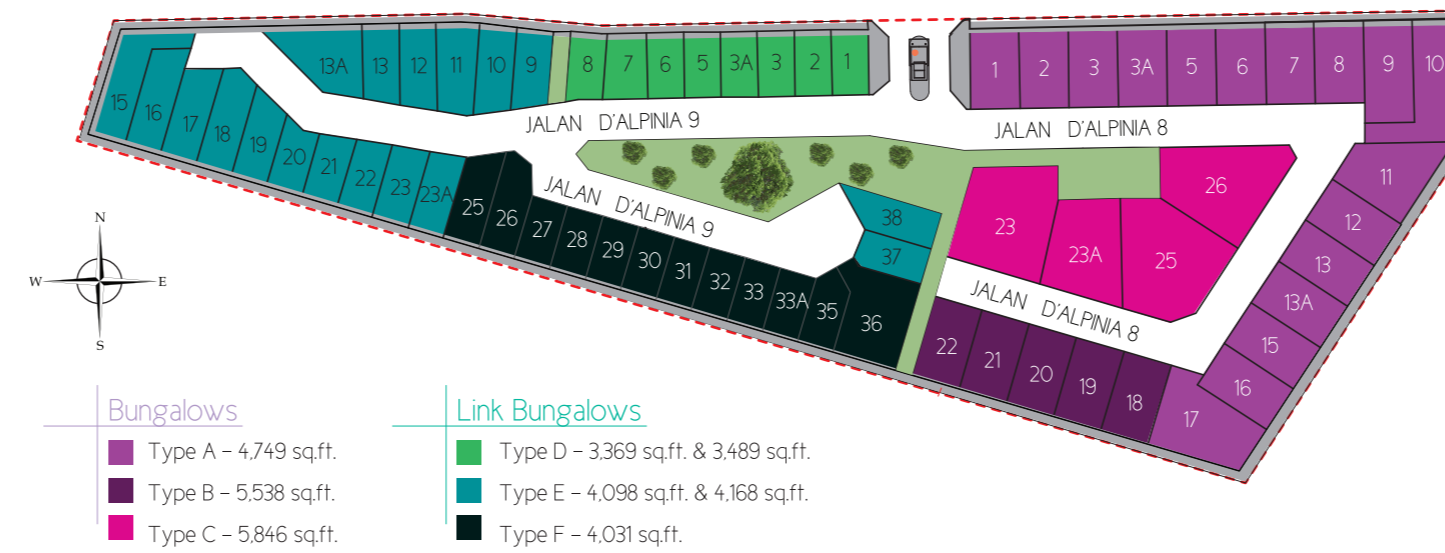 13A 13 12 11 10 9 8 7 6 5 3A 3 2 1
1 2 3 3A 5 6 7 8 9 10
15 16 17 18 19 20 21 22 23 23A
JALAN D'ALPINIA 9
JALAN D'ALPINIA 8
JALAN D'ALPINIA 9
25 26 27 28 29 30 31 32 33 33A 35 36
38
37
23 23A 25 26
JALAN D'ALPINIA 8
11
12
13
13A
15
16
17
22 21 20 19 18
N
W E
S
Bungalows
Type A – 4,749 sq.ft.
Type B – 5,538 sq.ft.
Type C – 5,846 sq.ft.
Link Bungalows
Type D – 3,369 sq.ft. & 3,489 sq.ft.
Type E – 4,098 sq.ft. & 4,168 sq.ft.
Type F – 4,031 sq.ft.